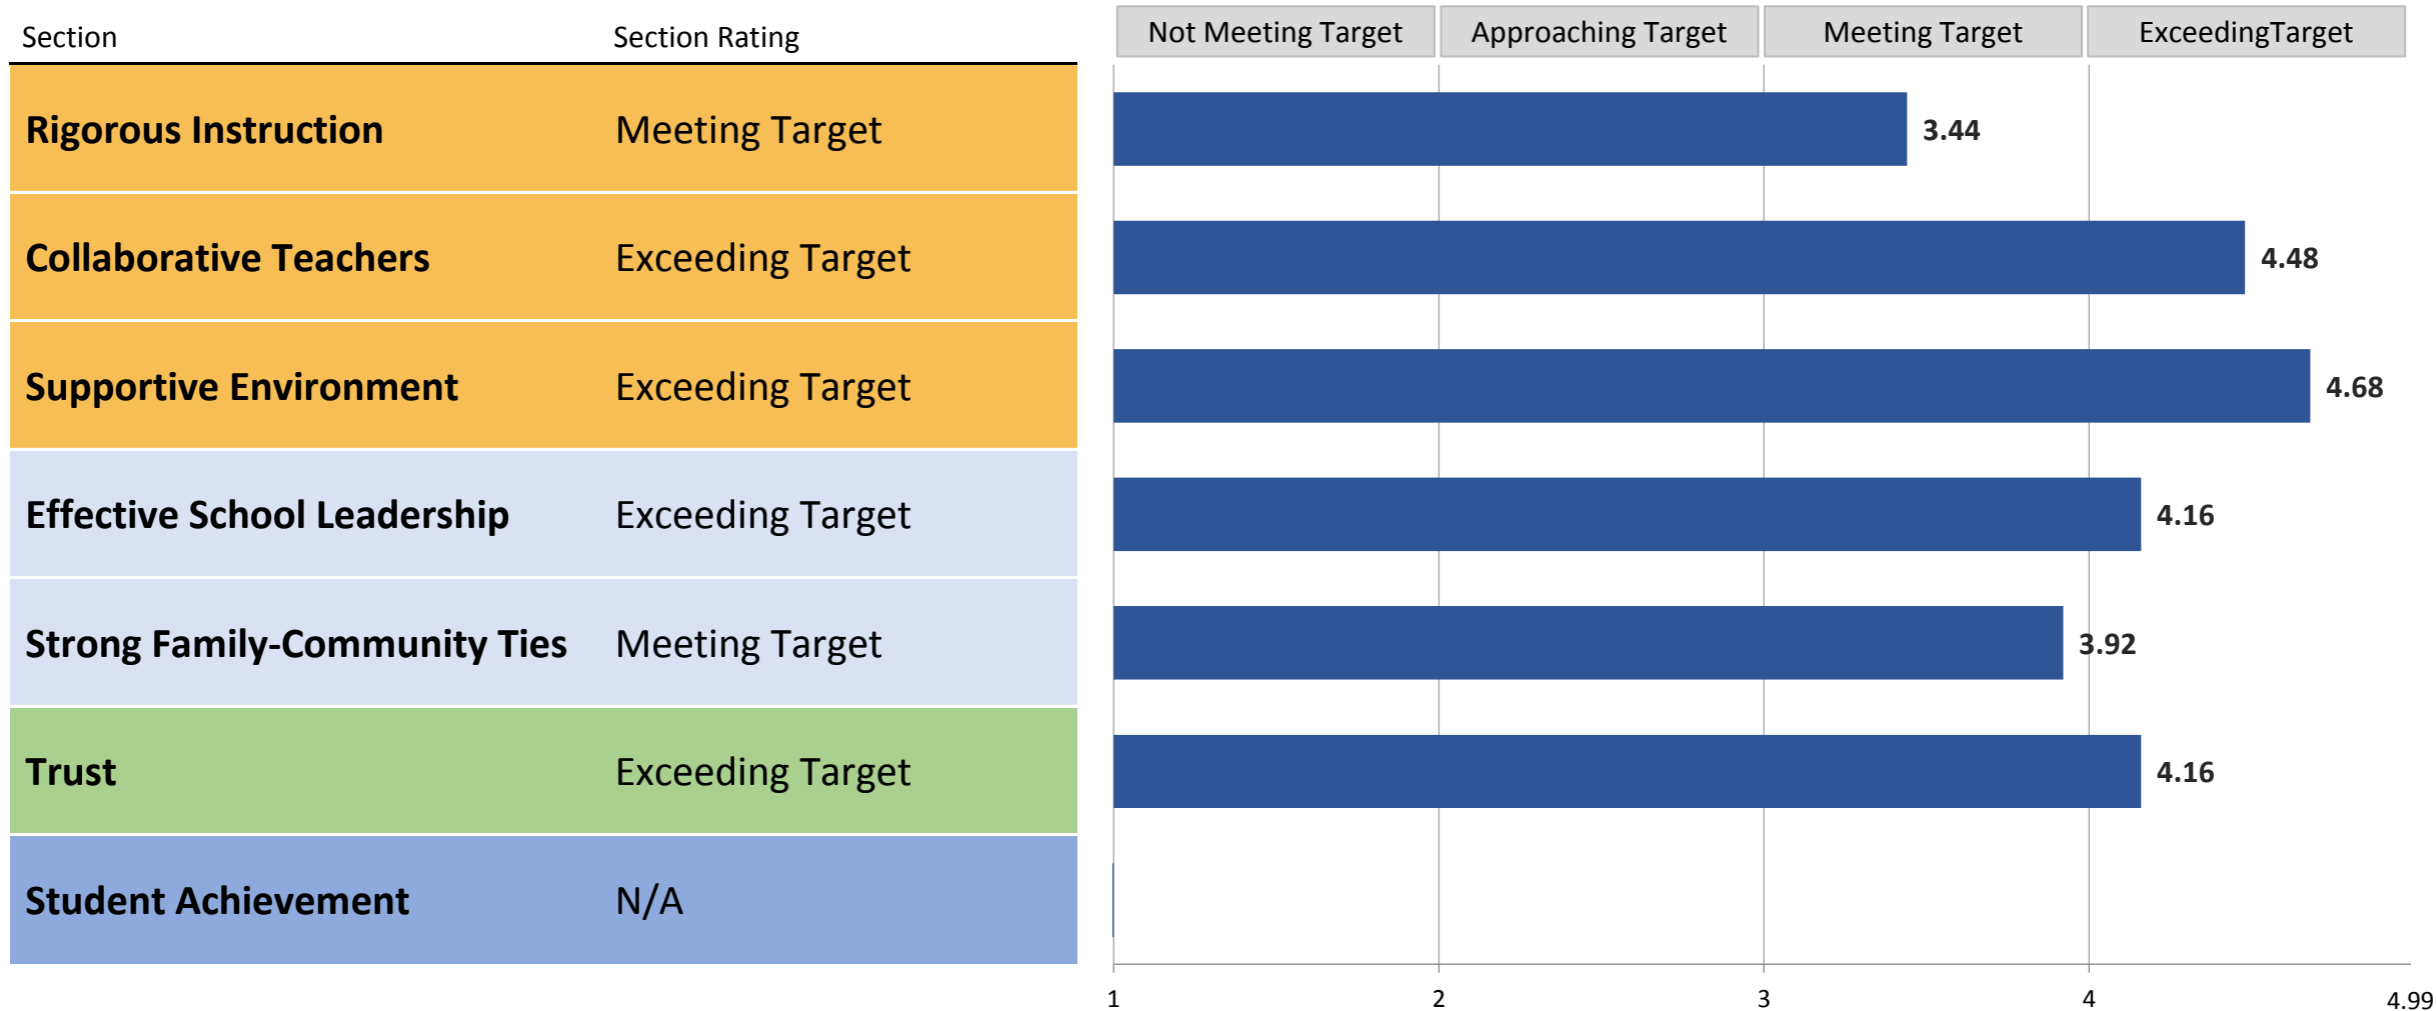 Section Section Rating Not Meeting Target Approaching Target Meeting Target ExceedingTarget
Rigorous Instruction Meeting Target 3.44
Collaborative Teachers Exceeding Target 4.48
Supportive Environment Exceeding Target 4.68
Effective School Leadership Exceeding Target 4.16
Strong Family-Community Ties Meeting Target 3.92
Trust Exceeding Target 4.16
Student Achievement N/A
1 2 3 4 4.99